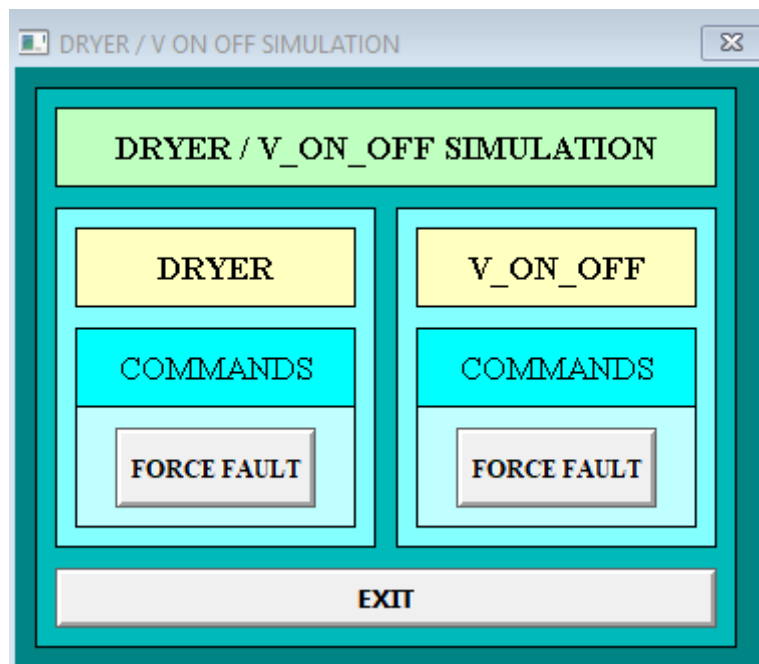 DRYER / V ON OFF SIMULATION
DRYER / V_ON_OFF SIMULATION
DRYER
COMMANDS
FORCE FAULT
V_ON_OFF
COMMANDS
FORCE FAULT
EXIT